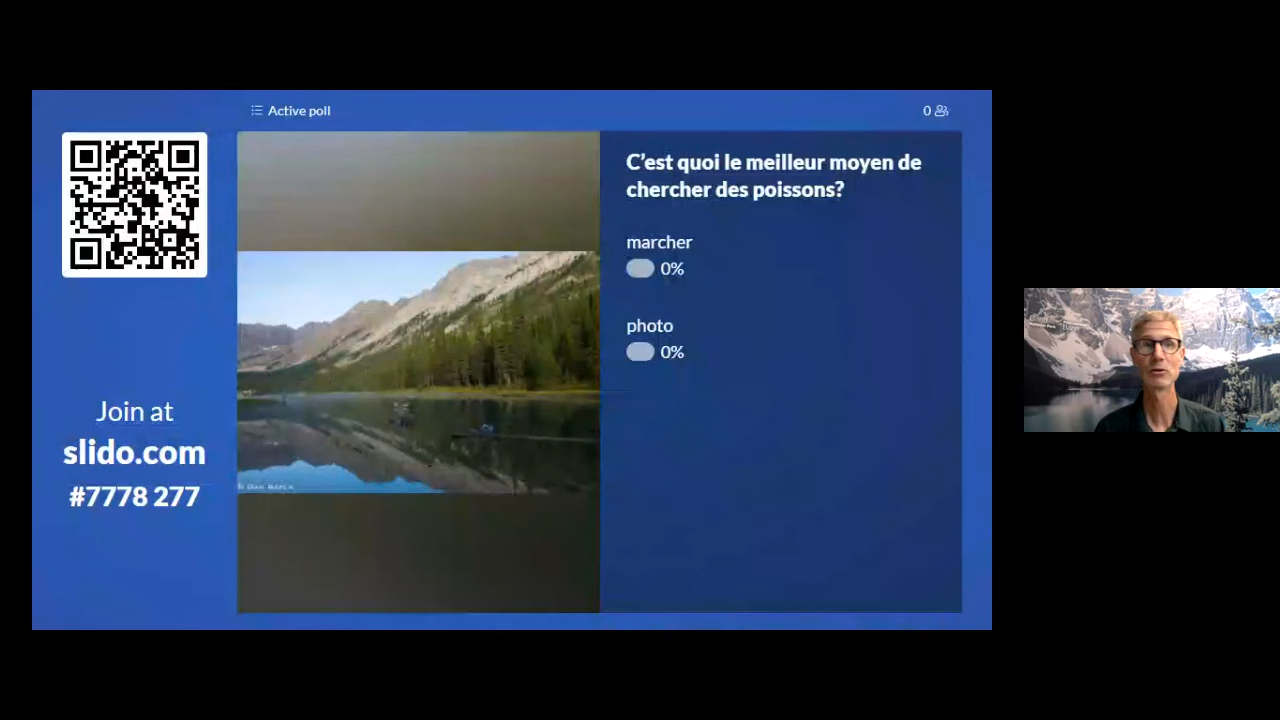 Active poll
0
C'est quoi le meilleur moyen de
chercher des poissons?
marcher
0%
photo
0%
Join at
slido.com
#7778 277